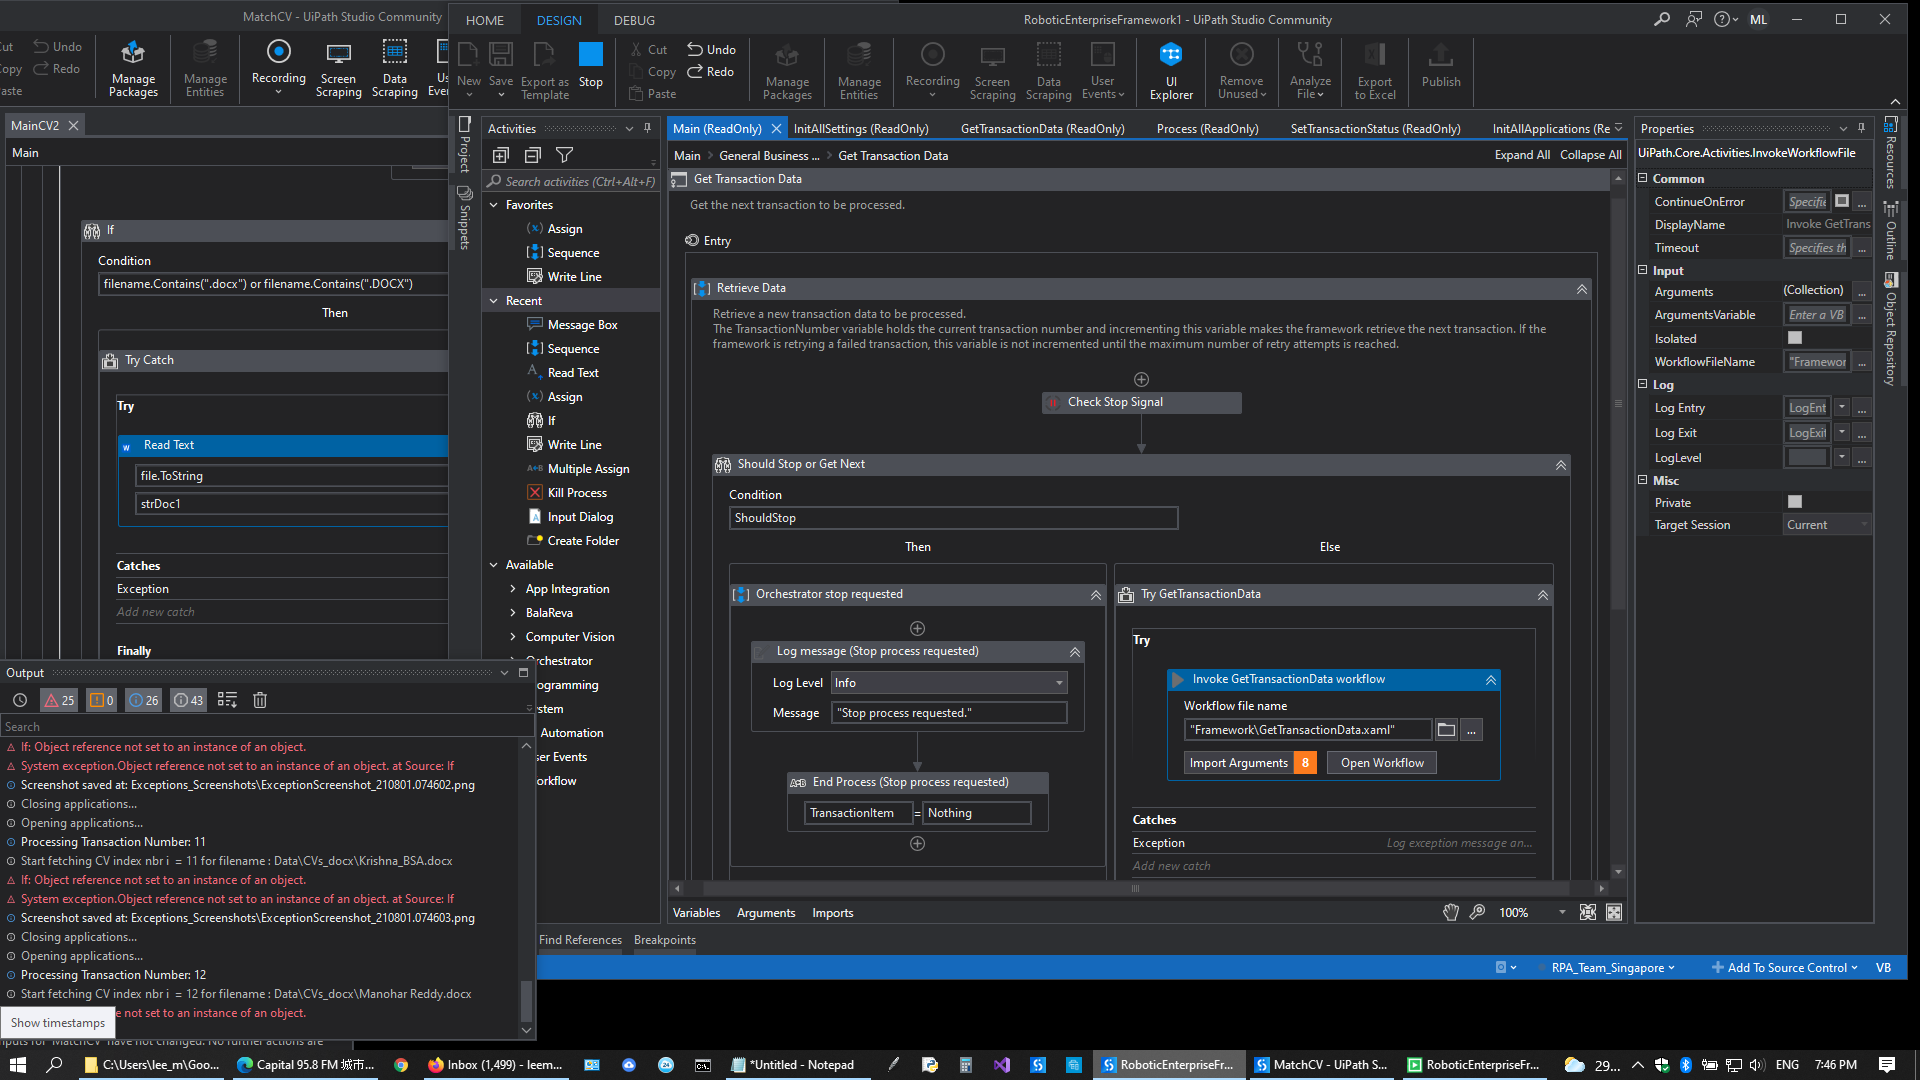 MatchCV - UiPath Studio Community
HOME
DESIGN
DEBUG
RoboticEnterpriseFramework1 - UiPath Studio Community
ML
Cut
Copy
Paste
Undo
Redo
Manage Packages
Manage Entities
Recording
Screen Scraping
Data Scraping
New
Save
Export as Template
Stop
Cut
Copy
Paste
Undo
Redo
Manage Packages
Manage Entities
Recording
Screen Scraping
Data Scraping
User Events
UI Explorer
Remove Unused
Analyze File
Export to Excel
Publish
MainCV2
Main
If
Condition
filename.Contains(".docx") or filename.Contains(".DOCX")
Then
Try Catch
Try
Read Text
file.ToString
strDoc1
Catches
Exception
Add new catch
Finally
Project
Snippets
Activities
Search activities (Ctrl+Alt+F)
Favorites
Assign
Sequence
Write Line
Recent
Message Box
Sequence
Read Text
Assign
If
Write Line
Multiple Assign
Kill Process
Input Dialog
Create Folder
Available
App Integration
BalaReva
Computer Vision
Orchestrator
rogramming
stem
Automation
ser Events
orkflow
Main (ReadOnly)
InitAllSettings (ReadOnly)
GetTransactionData (ReadOnly)
Process (ReadOnly)
SetTransactionStatus (ReadOnly)
InitAllApplications (Re
Main > General Business ... > Get Transaction Data
Expand All
Collapse All
Get Transaction Data
Get the next transaction to be processed.
Entry
Retrieve Data
Retrieve a new transaction data to be processed.
The TransactionNumber variable holds the current transaction number and incrementing this variable makes the framework retrieve the next transaction. If the
framework is retrying a failed transaction, this variable is not incremented until the maximum number of retry attempts is reached.
Check Stop Signal
Should Stop or Get Next
Condition
ShouldStop
Then
Else
Orchestrator stop requested
Log message (Stop process requested)
Log Level
Info
Message
"Stop process requested."
End Process (Stop process requested)
TransactionItem = Nothing
Try GetTransactionData
Try
Invoke GetTransactionData workflow
Workflow file name
"Framework\GetTransactionData.xaml"
...
Import Arguments 8
Open Workflow
Catches
Exception
Log exception message an...
Add new catch
Variables
Arguments
Imports
100%
Find References
Breakpoints
RPA_Team_Singapore
Add To Source Control
VB
Properties
UiPath.Core.Activities.InvokeWorkflowFile
Common
ContinueOnError Specifie ...
DisplayName Invoke GetTrans
Timeout Specifies th ...
Input
Arguments (Collection) ...
ArgumentsVariable Enter a VB ...
Isolated
WorkflowFileName "Framewor ...
Log
Log Entry LogEnt ...
Log Exit LogExit ...
LogLevel ...
Misc
Private
Target Session Current
Resources
Outline
Object Repository
Output
25
0
26
43
Search
If: Object reference not set to an instance of an object.
System exception.Object reference not set to an instance of an object. at Source: If
Screenshot saved at: Exceptions_Screenshots\ExceptionScreenshot_210801.074602.png
Closing applications...
Opening applications...
Processing Transaction Number: 11
Start fetching CV index nbr i = 11 for filename : Data\CVs_docx\Krishna_BSA.docx
If: Object reference not set to an instance of an object.
System exception.Object reference not set to an instance of an object. at Source: If
Screenshot saved at: Exceptions_Screenshots\ExceptionScreenshot_210801.074603.png
Closing applications...
Opening applications...
Processing Transaction Number: 12
Start fetching CV index nbr i = 12 for filename : Data\CVs_docx\Manohar Reddy.docx
e not set to an instance of an object.
Show timestamps
nputs for 'MatchCV' have not changed. No further actions are
C:\Users\lee_m\Goo...
Capital 95.8 FM 城市...
Inbox (1,499) - leem...
*Untitled - Notepad
RoboticEnterpriseFr...
MatchCV - UiPath S...
RoboticEnterpriseFr...
29...
ENG
7:46 PM